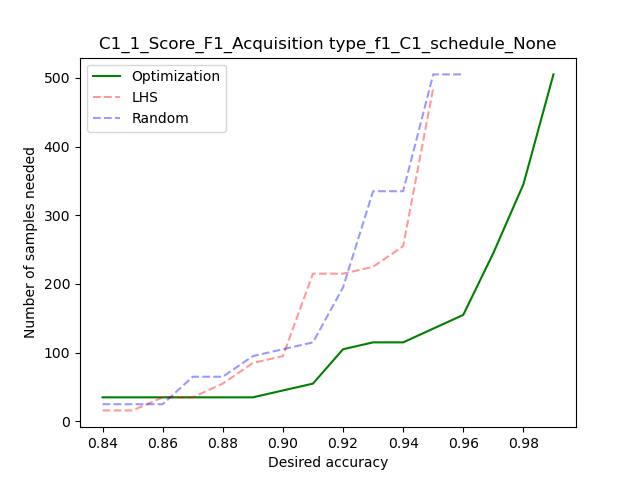 C1_1_Score_F1_Acquisition type_f1_C1_schedule_None
Optimization
LHS
Random
Number of samples needed
500
400
300
200
100
0
0.84
0.86
0.88
0.90
0.92
0.94
0.96
0.98
Desired accuracy